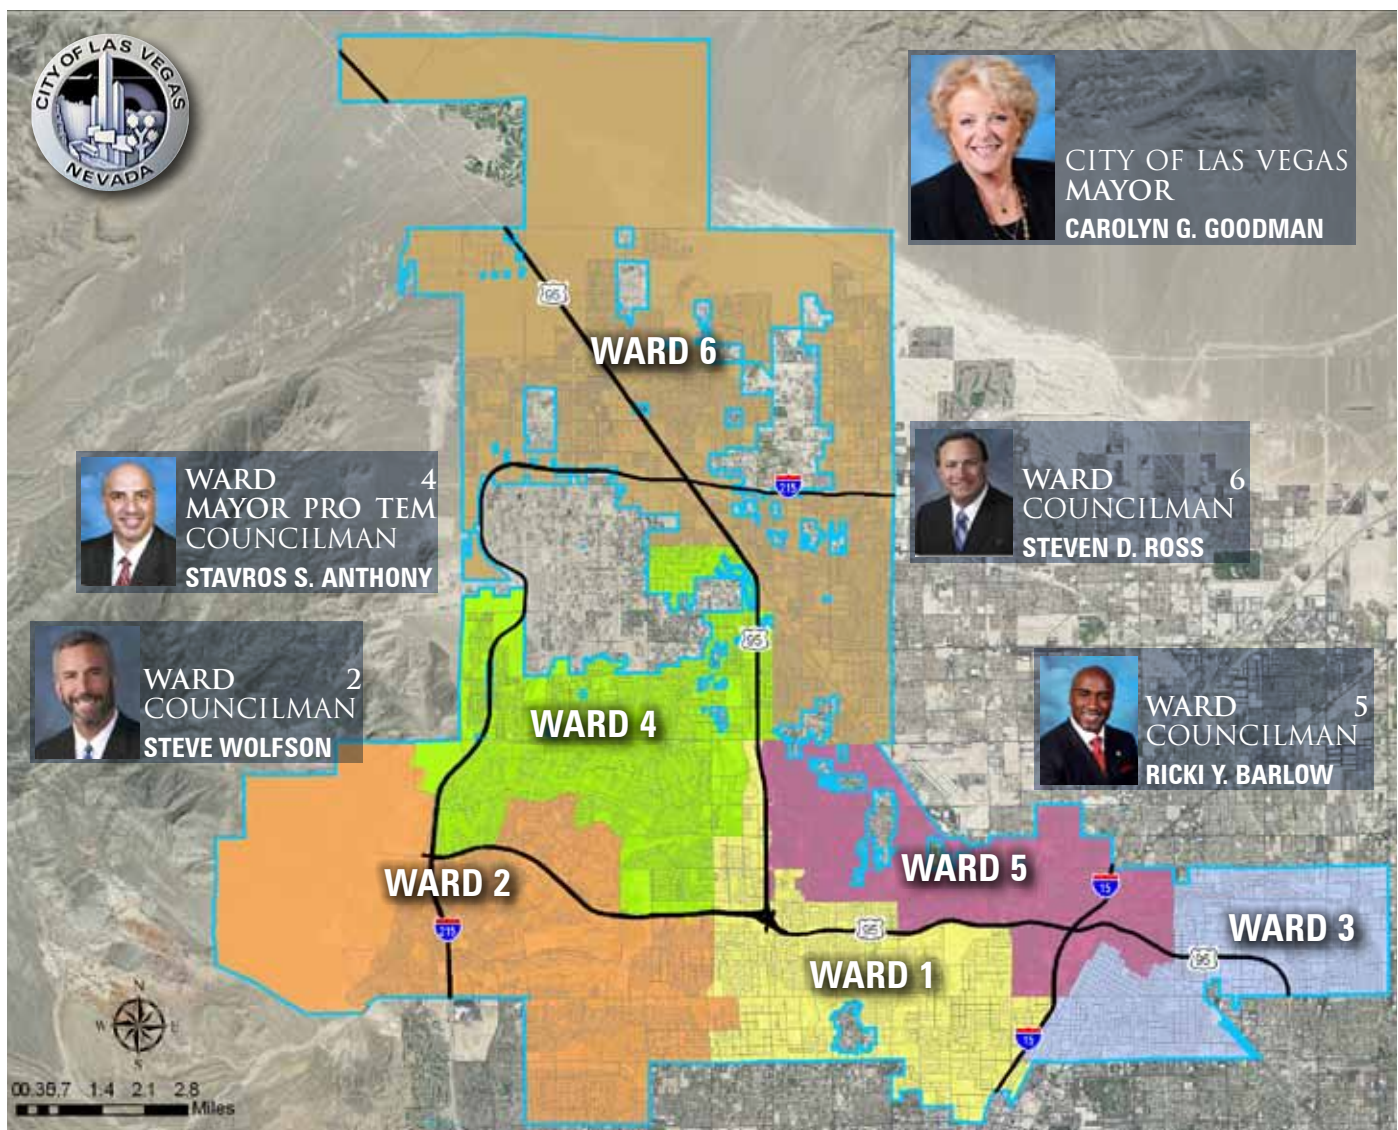 CITY OF LAS VEGAS
NEVADA
CITY OF LAS VEGAS
MAYOR
CAROLYN G. GOODMAN
95
WARD 6
WARD 4
MAYOR PRO TEM
COUNCILMAN
STAVROS S. ANTHONY
215
WARD 6
COUNCILMAN
STEVEN D. ROSS
95
WARD 2
COUNCILMAN
STEVE WOLFSON
WARD 4
WARD 5
COUNCILMAN
RICKI Y. BARLOW
WARD 2
WARD 5
15
215
95
WARD 3
95
WARD 1
15
N
W E
S
00.35.7 1.4 2.1 2.8
Miles